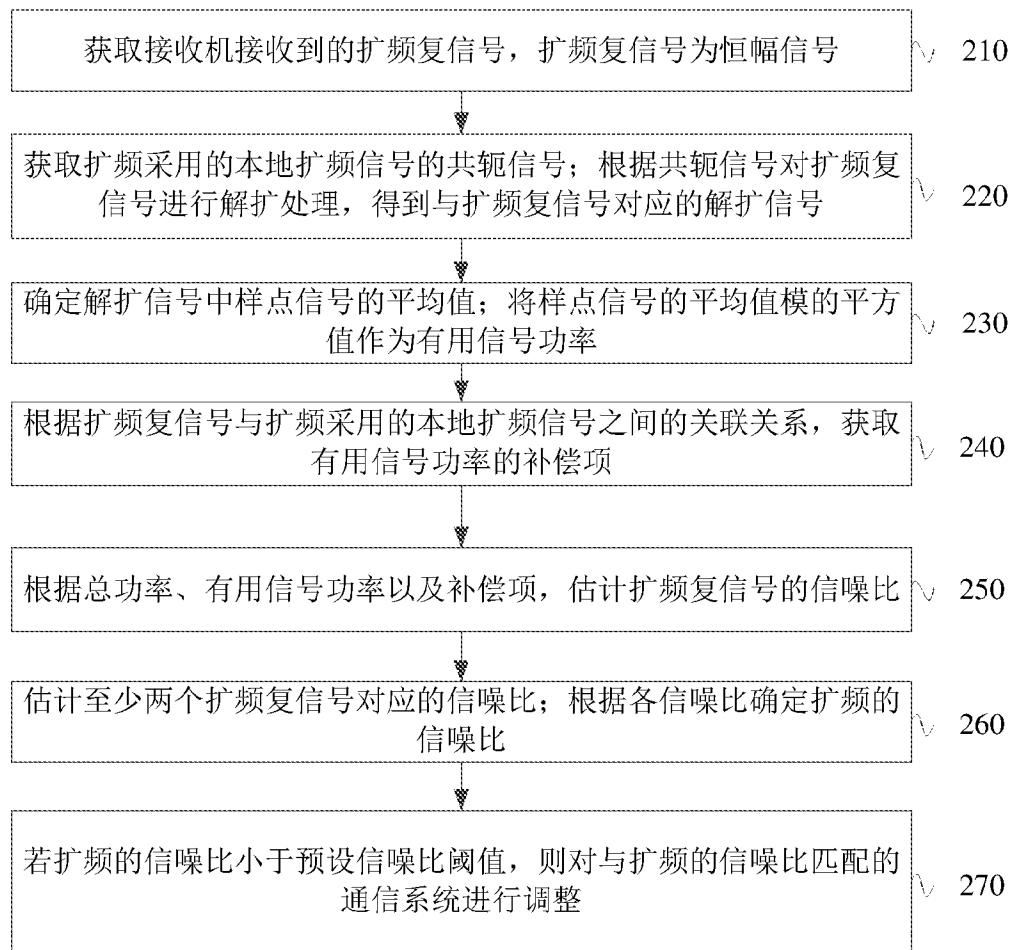 获取接收机接收到的扩频复信号，扩频复信号为恒幅信号
210
获取扩频采用的本地扩频信号的共轭信号；根据共轭信号对扩频复
信号进行解扩处理，得到与扩频复信号对应的解扩信号
220
确定解扩信号中样点信号的平均值；将样点信号的平均值模的平方
值作为有用信号功率
230
根据扩频复信号与扩频采用的本地扩频信号之间的关联关系，获取
有用信号功率的补偿项
240
根据总功率、有用信号功率以及补偿项，估计扩频复信号的信噪比
250
估计至少两个扩频复信号对应的信噪比；根据各信噪比确定扩频的
信噪比
260
若扩频的信噪比小于预设信噪比阈值，则对与扩频的信噪比匹配的
通信系统进行调整
270